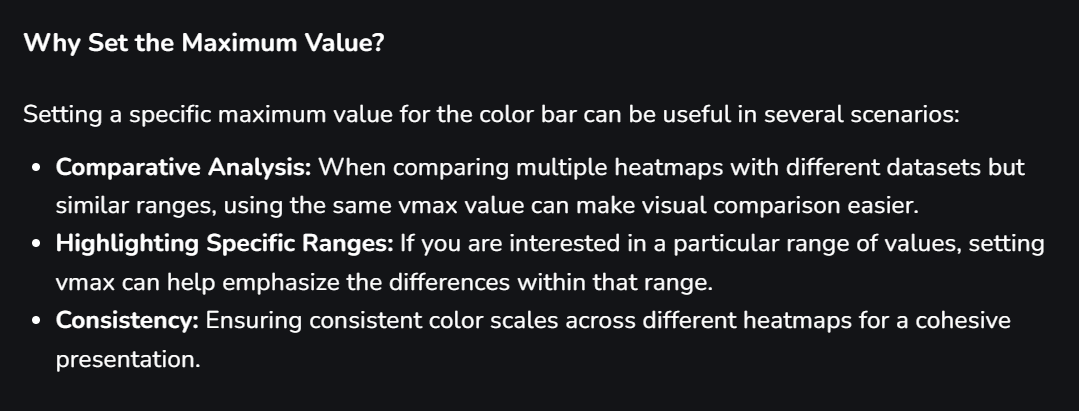 Why Set the Maximum Value?
Setting a specific maximum value for the color bar can be useful in several scenarios:
• Comparative Analysis: When comparing multiple heatmaps with different datasets but
similar ranges, using the same vmax value can make visual comparison easier.
• Highlighting Specific Ranges: If you are interested in a particular range of values, setting
vmax can help emphasize the differences within that range.
• Consistency: Ensuring consistent color scales across different heatmaps for a cohesive
presentation.